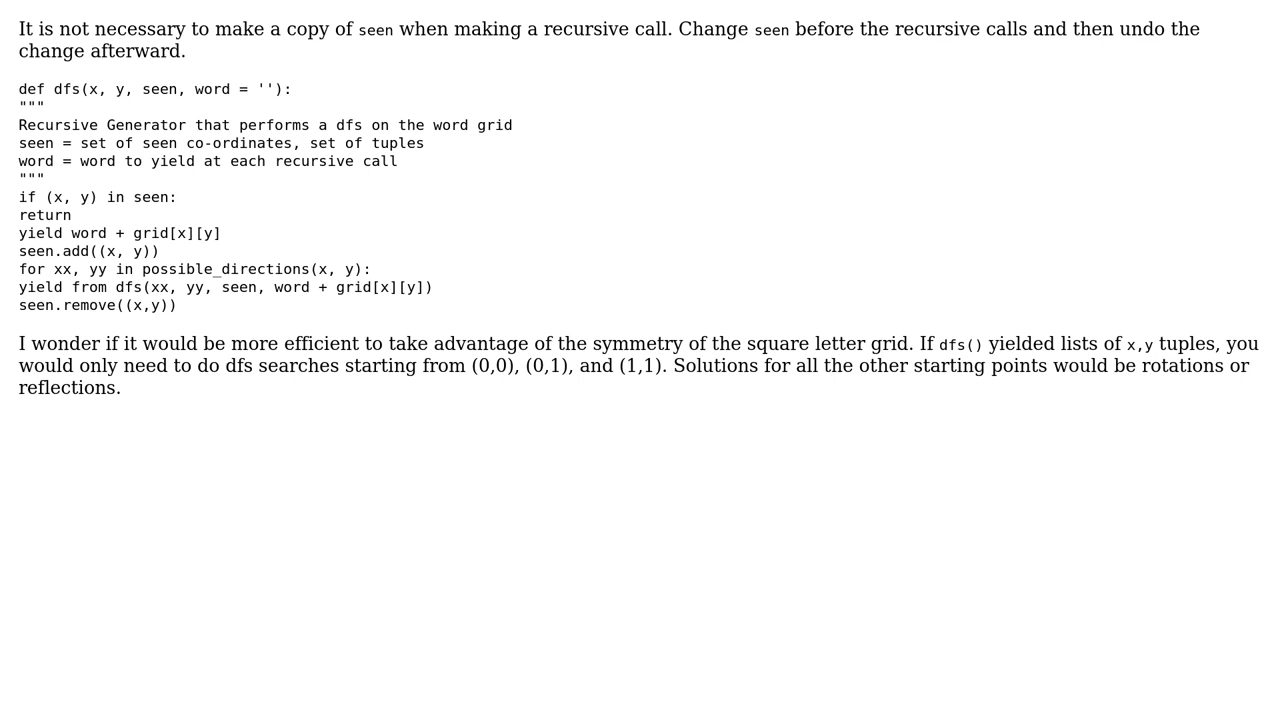 It is not necessary to make a copy of seen when making a recursive call. Change seen before the recursive calls and then undo the
change afterward.
def dfs(x, y, seen, word = ''):
"""
Recursive Generator that performs a dfs on the word grid
seen = set of seen co-ordinates, set of tuples
word = word to yield at each recursive call
"""
if (x, y) in seen:
return
yield word + grid[x][y]
seen.add((x, y))
for xx, yy in possible_directions(x, y):
yield from dfs(xx, yy, seen, word + grid[x][y])
seen.remove((x,y))
I wonder if it would be more efficient to take advantage of the symmetry of the square letter grid. If dfs() yielded lists of x,y tuples, you
would only need to do dfs searches starting from (0,0), (0,1), and (1,1). Solutions for all the other starting points would be rotations or
reflections.